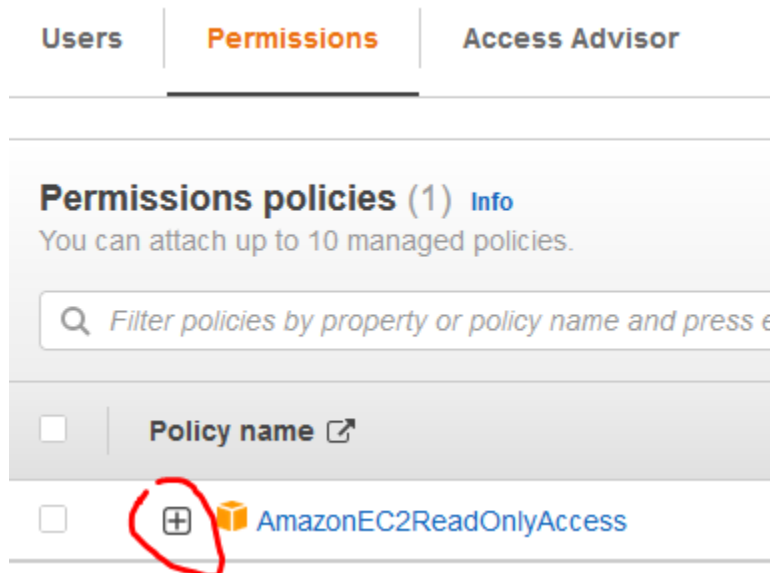 Users Permissions Access Advisor
Permissions policies (1) Info
You can attach up to 10 managed policies.
Filter policies by property or policy name and press e
Policy name
AmazonEC2ReadOnlyAccess